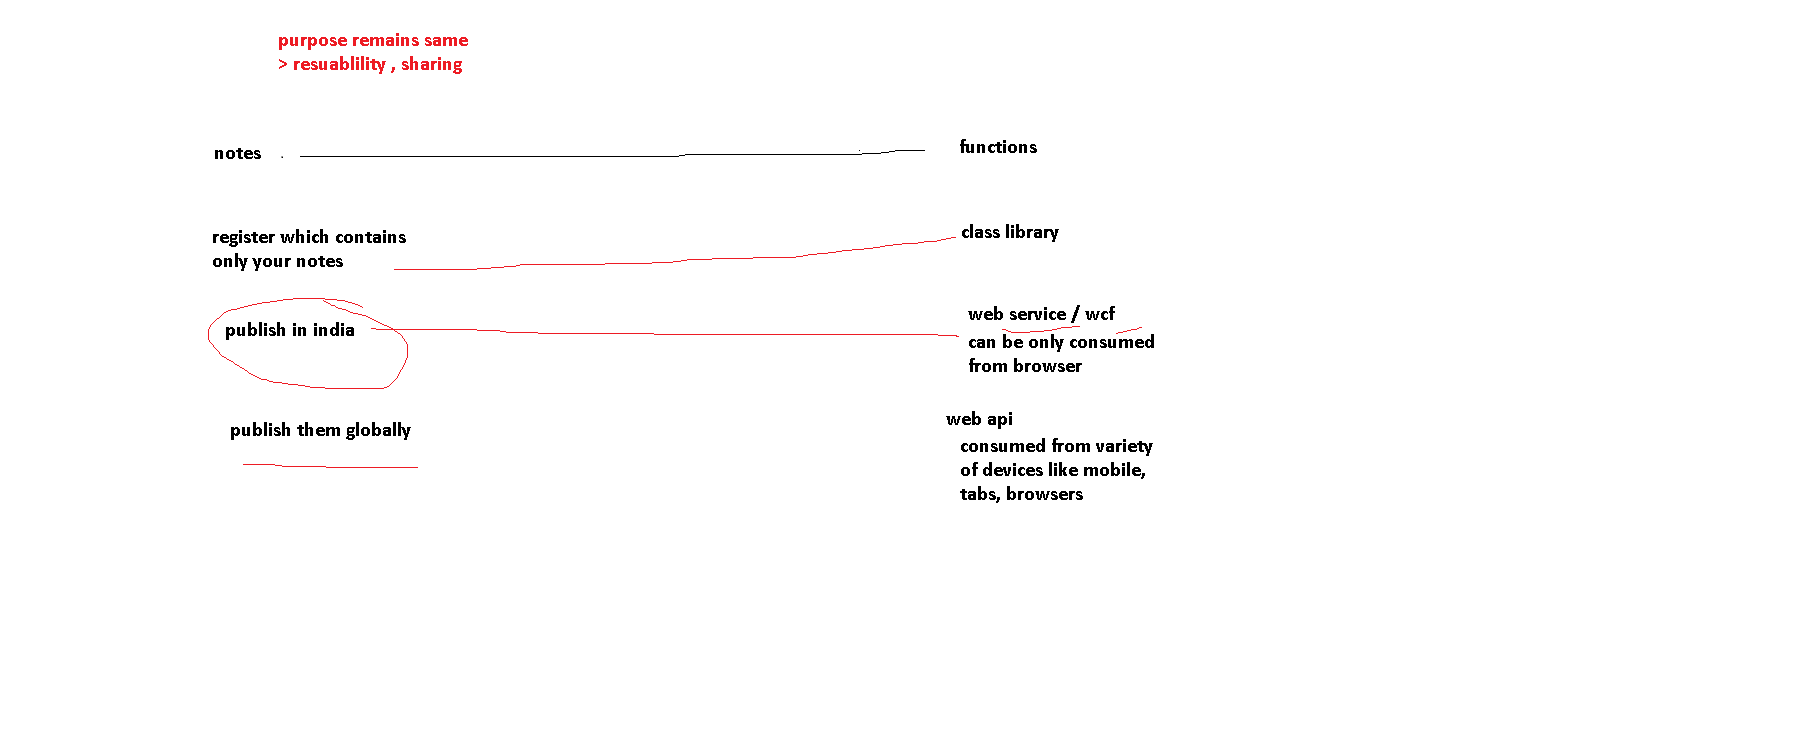 purpose remains same
> resuablility , sharing
notes
functions
register which contains
only your notes
class library
publish in india
web service / wcf
can be only consumed
from browser
publish them globally
web api
consumed from variety
of devices like mobile,
tabs, browsers